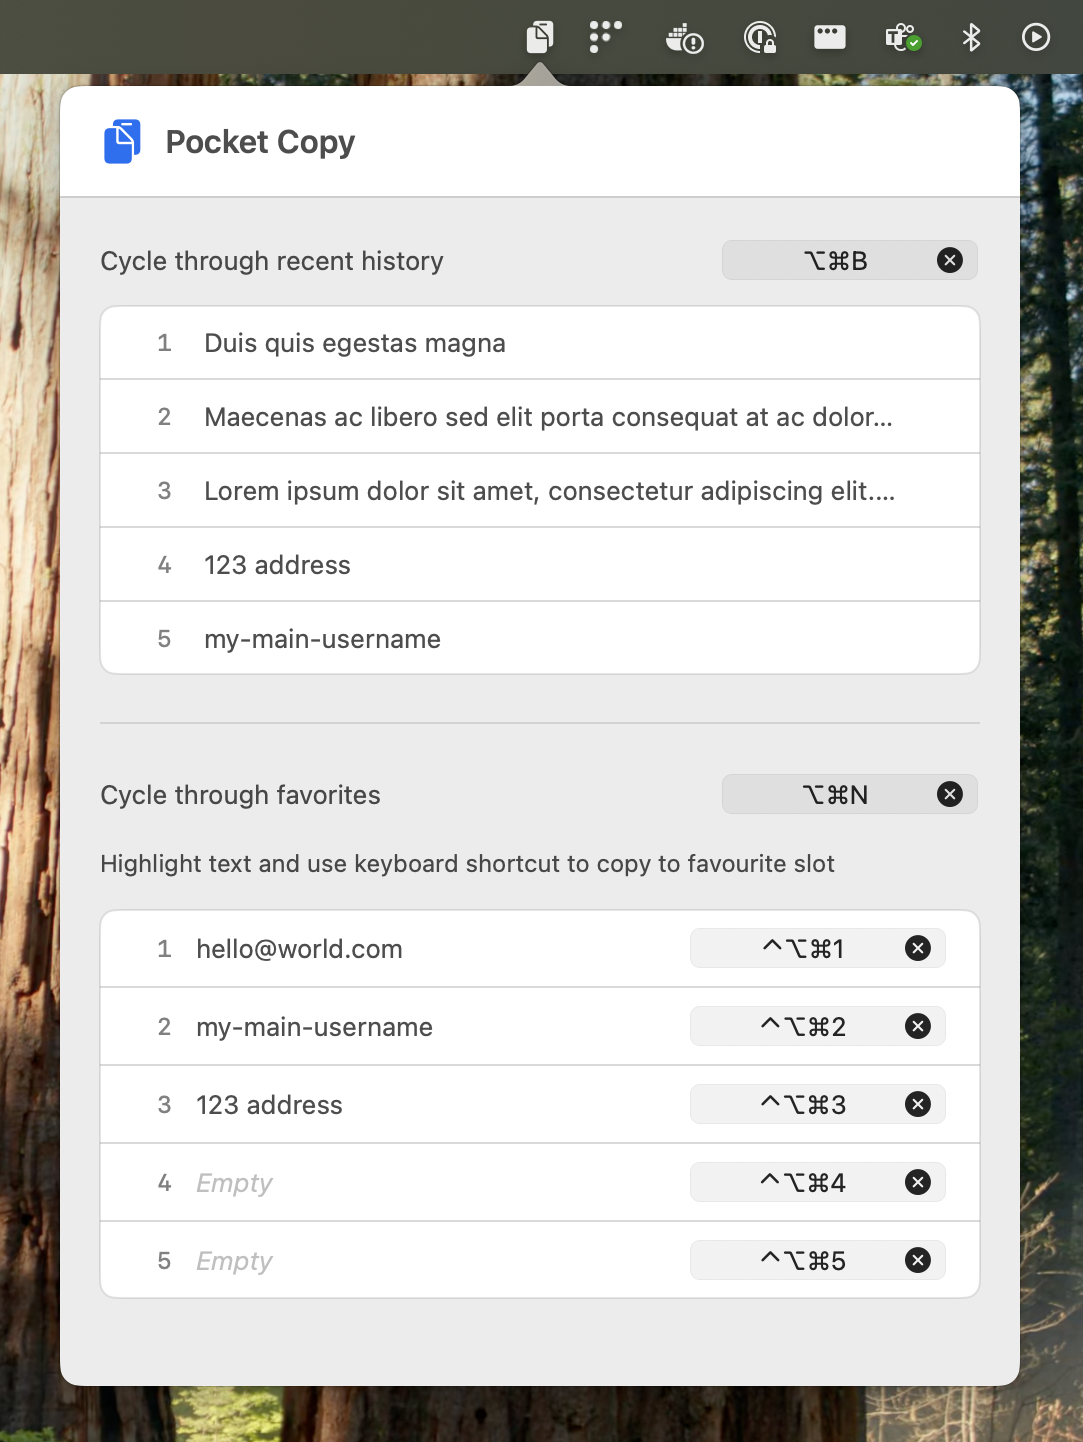 Pocket Copy
Cycle through recent history ⌥⌘B
1 Duis quis egestas magna
2 Maecenas ac libero sed elit porta consequat at ac dolor...
3 Lorem ipsum dolor sit amet, consectetur adipiscing elit....
4 123 address
5 my-main-username
Cycle through favorites ⌥⌘N
Highlight text and use keyboard shortcut to copy to favourite slot
1 hello@world.com ^⌥⌘1
2 my-main-username ^⌥⌘2
3 123 address ^⌥⌘3
4 Empty ^⌥⌘4
5 Empty ^⌥⌘5